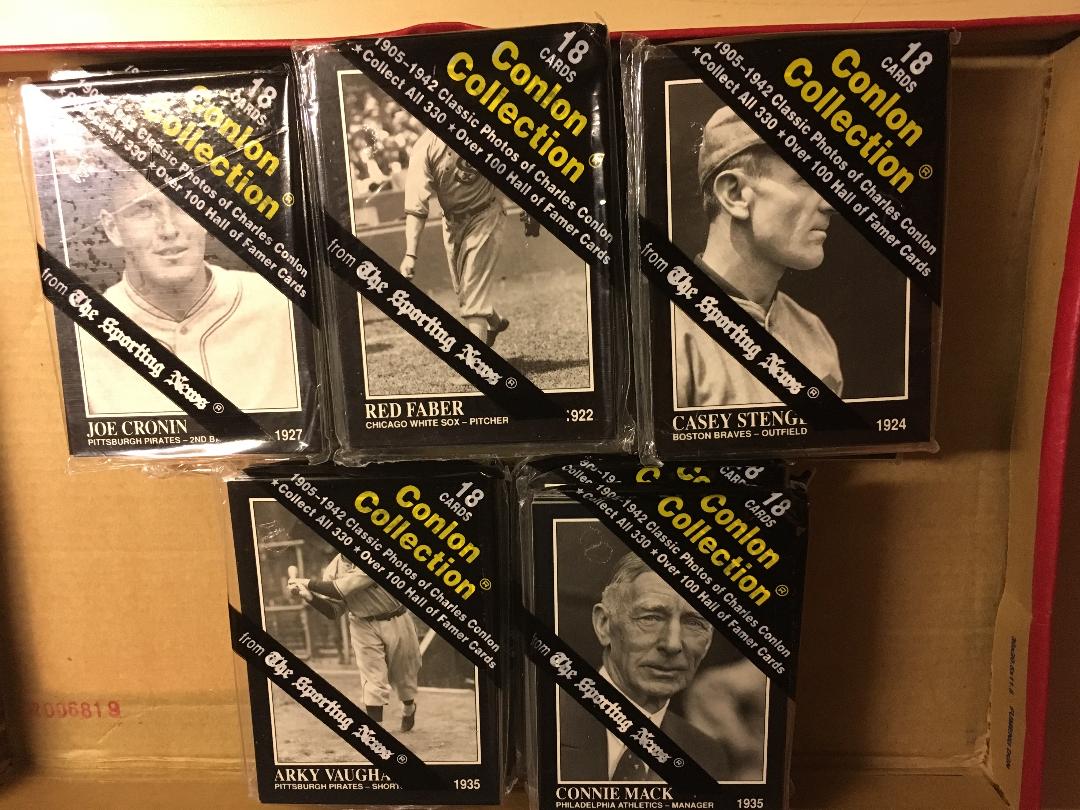 18
CARDS
Conlon
Collection®
Classic Photos of Charles Conlon
All 330 ★ Over 100 Hall of Famer Cards
from The Sporting News®
JOE CRONIN
PITTSBURGH PIRATES – 2ND B
1927
18
CARDS
Conlon
Collection®
1905–1942 Classic Photos of Charles Conlon
★ Collect All 330 ★ Over 100 Hall of Famer Cards
from The Sporting News®
RED FABER
CHICAGO WHITE SOX – PITCHER
1922
18
CARDS
Conlon
Collection®
1905–1942 Classic Photos of Charles Conlon
★ Collect All 330 ★ Over 100 Hall of Famer Cards
from The Sporting News®
CASEY STENGE
BOSTON BRAVES – OUTFIELD
1924
18
CARDS
Conlon
Collection®
1905–1942 Classic Photos of Charles Conlon
★ Collect All 330 ★ Over 100 Hall of Famer Cards
from The Sporting News®
ARKY VAUGHA
PITTSBURGH PIRATES – SHORT
1935
18
CARDS
Conlon
Collection®
1905–1942 Classic Photos of Charles Conlon
★ Collect All 330 ★ Over 100 Hall of Famer Cards
from The Sporting News®
CONNIE MACK
PHILADELPHIA ATHLETICS – MANAGER
1935
2006819